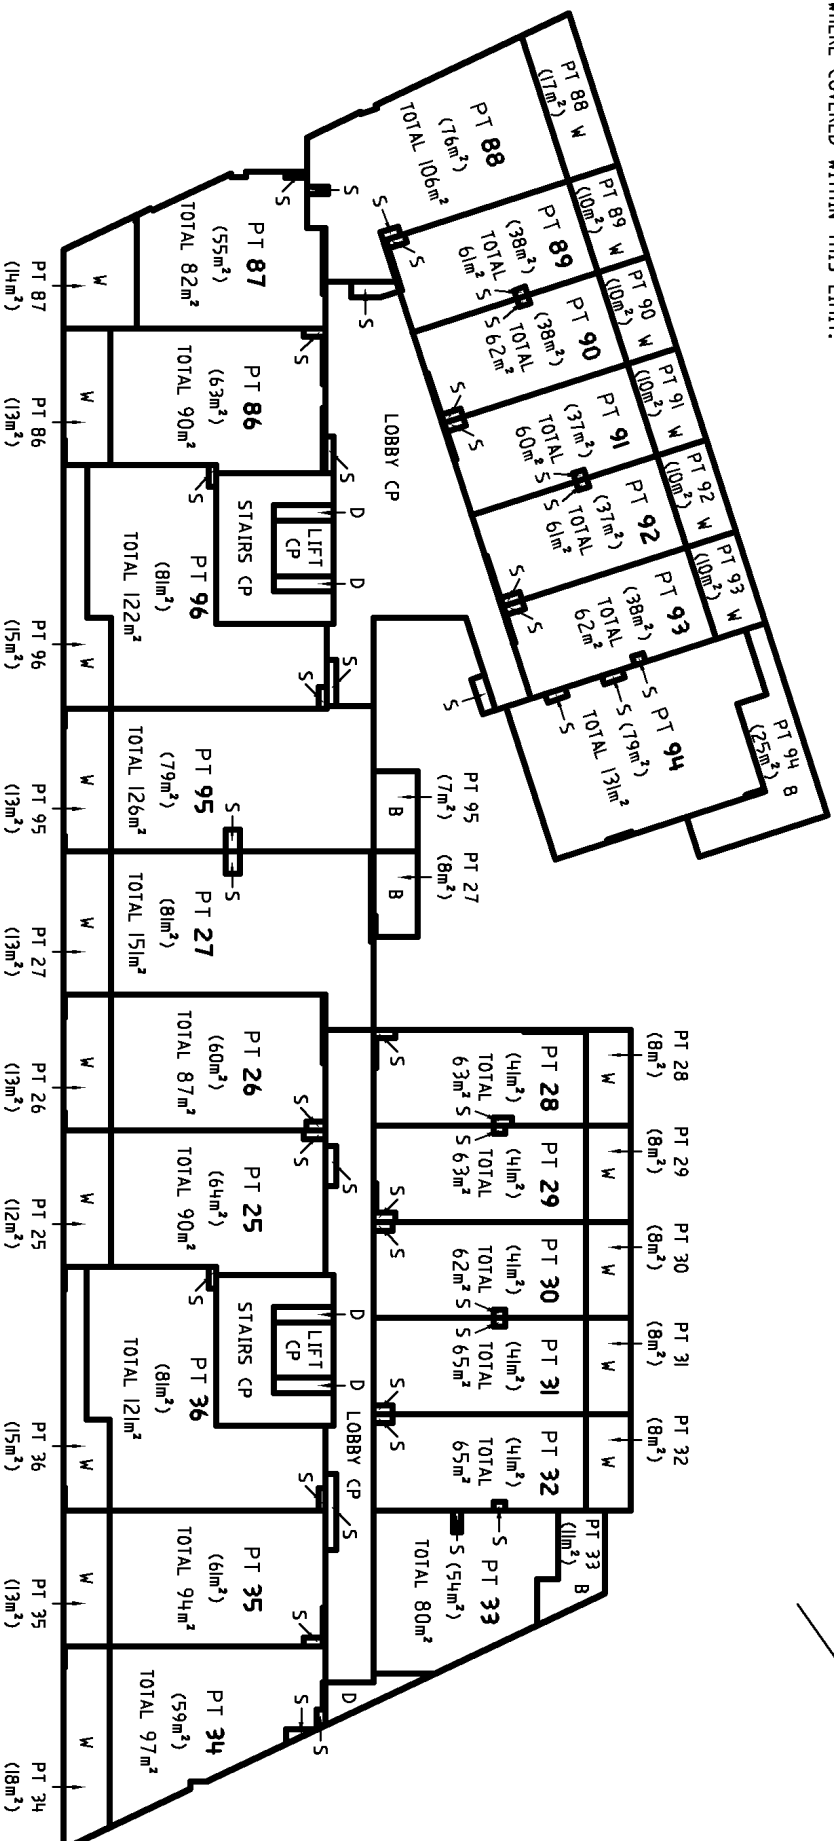 WHERE COVERED WITHIN THIS LIMIT.
PT 88 W
(17m²)
PT 89 W
(10m²)
PT 90 W
(10m²)
PT 91 W
(10m²)
PT 92 W
(10m²)
PT 93 W
(10m²)
PT 94 B
(25m²)
PT 88
(76m²)
TOTAL 106m²
PT 89
(38m²)
TOTAL
61m² S
PT 90
(38m²)
TOTAL
S 62m²
PT 91
(37m²)
TOTAL
60m² S
PT 92
(37m²)
TOTAL
S 61m²
PT 93
(38m²)
TOTAL
62m²
PT 94
S (79m²)
TOTAL 131m²
S
S
S
S
S
S
S
S
S
S
S
S
LOBBY CP
PT 87
(55m²)
TOTAL 82m²
S
PT 86
(63m²)
TOTAL 90m²
S
S
D
LIFT
CP
D
STAIRS CP
S
PT 96
(81m²)
TOTAL 122m²
S
S
PT 95
(79m²)
TOTAL 126m²
S
S
PT 27
(81m²)
TOTAL 151m²
PT 95
(7m²)
B
PT 27
(8m²)
B
PT 26
(60m²)
TOTAL 87m²
S
S
PT 25
(64m²)
TOTAL 90m²
S
D
LIFT
CP
D
STAIRS CP
S
LOBBY CP
PT 36
(81m²)
TOTAL 121m²
S
S
PT 35
(61m²)
TOTAL 94m²
S
PT 34
(59m²)
TOTAL 97m²
S
S
D
PT 28
(8m²)
W
PT 29
(8m²)
W
PT 30
(8m²)
W
PT 31
(8m²)
W
PT 32
(8m²)
W
PT 33
(11m²)
B
PT 28
(41m²)
TOTAL
63m² S
PT 29
(41m²)
TOTAL
S 63m²
PT 30
(41m²)
TOTAL
62m² S
PT 31
(41m²)
TOTAL
S 65m²
PT 32
(41m²)
TOTAL
65m²
PT 33
S (54m²)
TOTAL 80m²
S
S
S
S
S
S
W
PT 87
(14m²)
W
PT 86
(13m²)
W
PT 96
(15m²)
W
PT 95
(13m²)
W
PT 27
(13m²)
W
PT 26
(13m²)
W
PT 25
(12m²)
W
PT 36
(15m²)
W
PT 35
(13m²)
W
PT 34
(18m²)